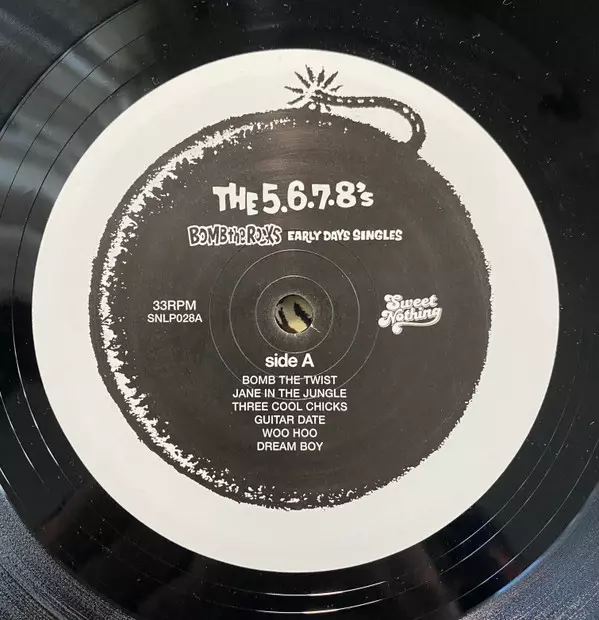 THE 5.6.7.8's
BOMB THE ROCKS EARLY DAYS SINGLES
33RPM
SNLP028A
Sweet
Nothing
side A
BOMB THE TWIST
JANE IN THE JUNGLE
THREE COOL CHICKS
GUITAR DATE
WOO HOO
DREAM BOY